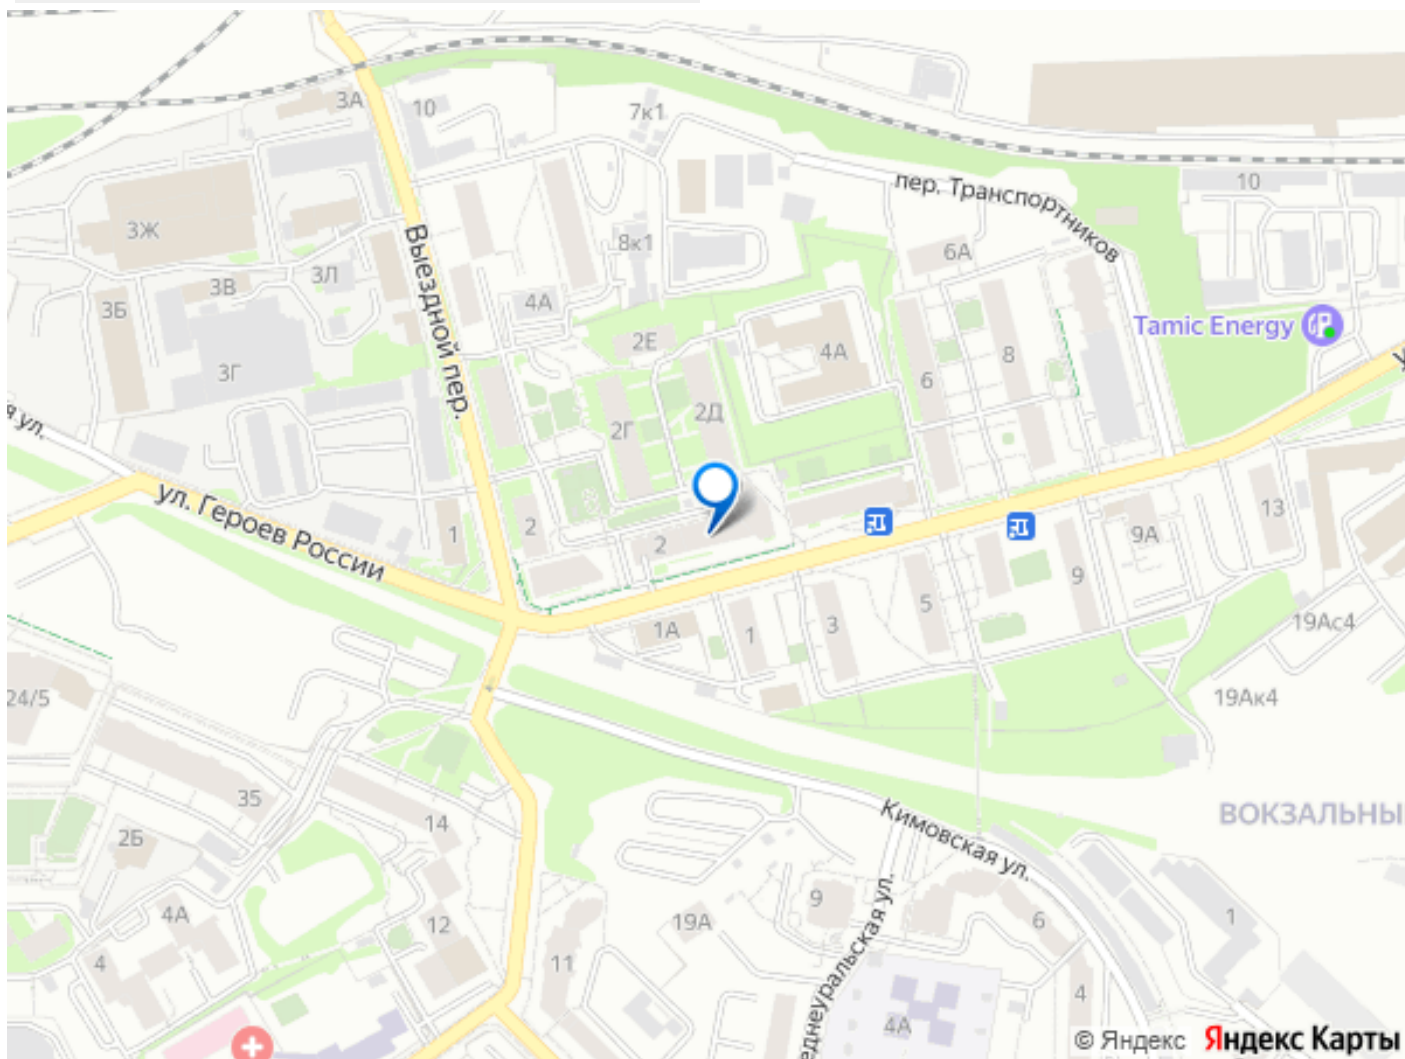 3А
10
7к1
пер. Транспортников
10
3Ж
8к1
6А
Выездной пер.
3Л
3В
3Б
4А
Tamic Energy
2Е
4А
8
3Г
6
2Д
2Г
я ул.
ул. Героев России
1
2
2
13
9А
9
5
3
1
1А
19Ас4
19Ак4
24/5
35
14
2Б
ВОКЗАЛЬНЫ
Кимовская ул.
4А
12
4
19А
9
6
1
11
еднеуральская ул.
4
4А
© Яндекс Яндекс Карты